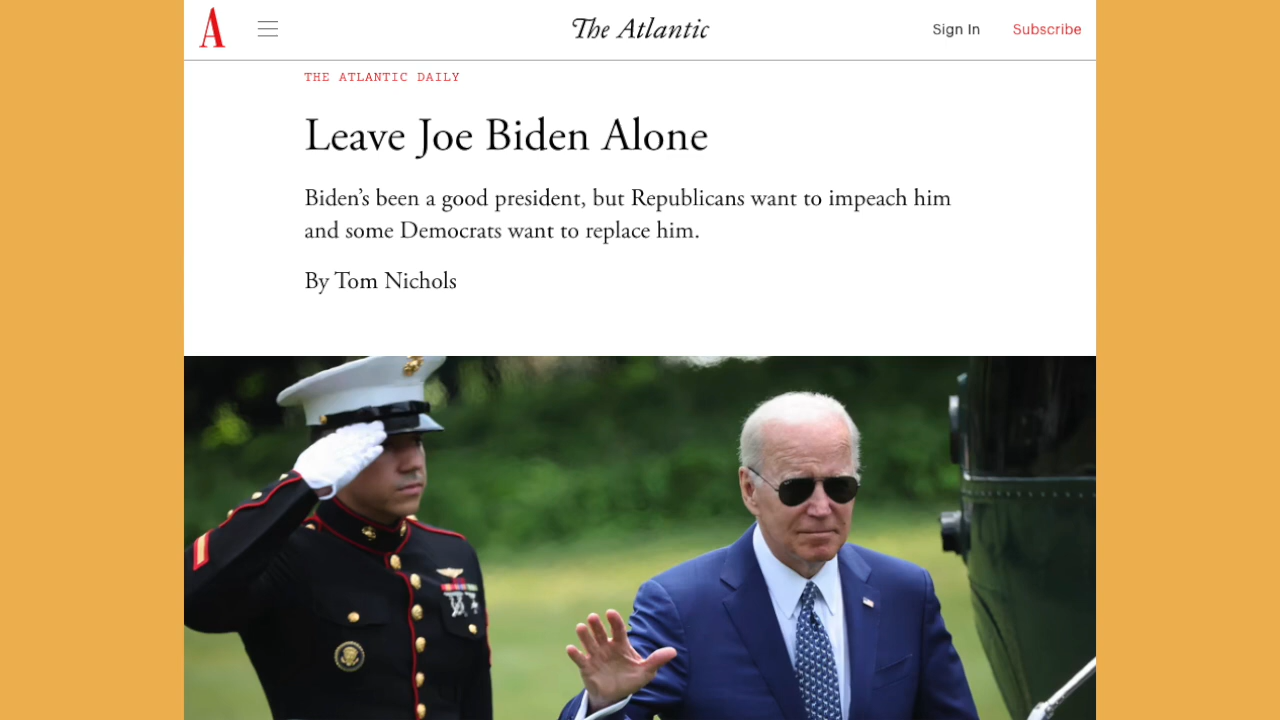 A
The Atlantic
Sign In
Subscribe
THE ATLANTIC DAILY
Leave Joe Biden Alone
Biden’s been a good president, but Republicans want to impeach him
and some Democrats want to replace him.
By Tom Nichols